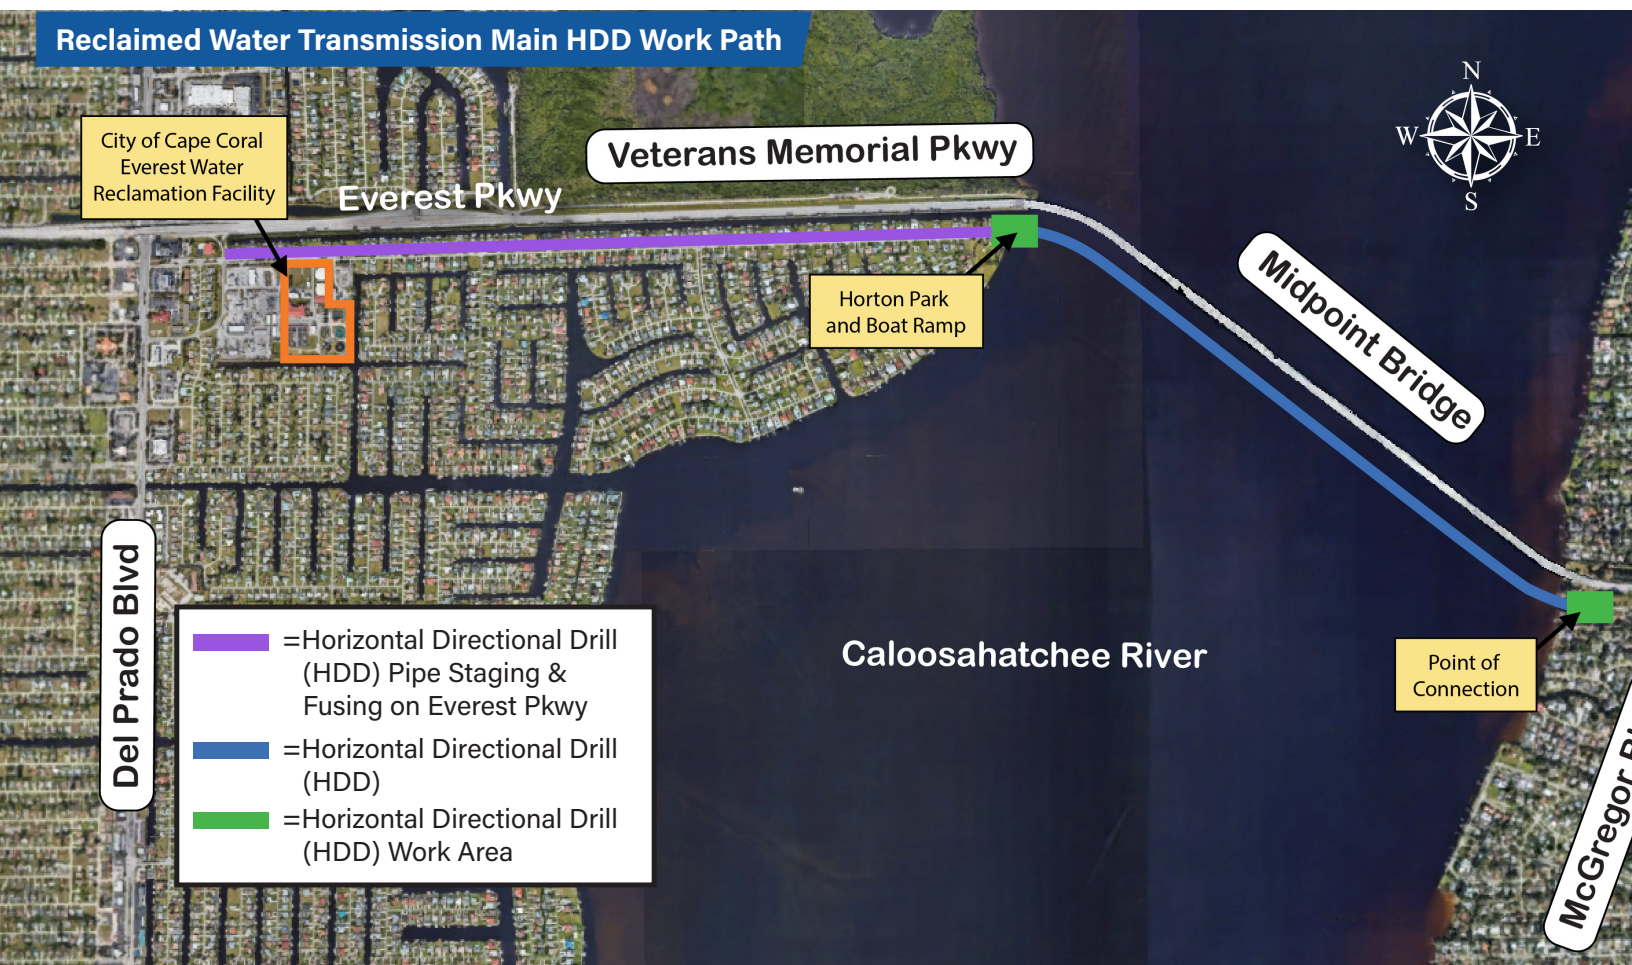 Reclaimed Water Transmission Main HDD Work Path
N
W
E
S
City of Cape Coral
Everest Water
Reclamation Facility
Everest Pkwy
Veterans Memorial Pkwy
Horton Park
and Boat Ramp
Midpoint Bridge
Del Prado Blvd
=Horizontal Directional Drill
(HDD) Pipe Staging &
Fusing on Everest Pkwy
=Horizontal Directional Drill
(HDD)
=Horizontal Directional Drill
(HDD) Work Area
Caloosahatchee River
Point of
Connection
McGregor